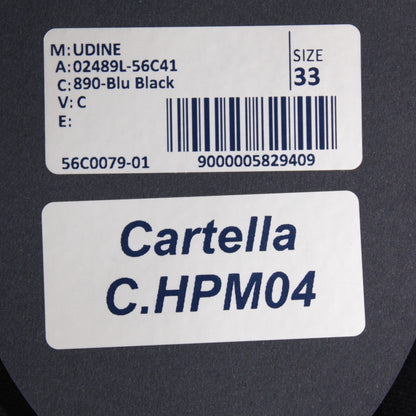 M: UDINE
A: 02489L-56C41
C: 890-Blu Black
V: C
E:
SIZE
33
56C0079-01
9000005829409
Cartella
C.HPM04